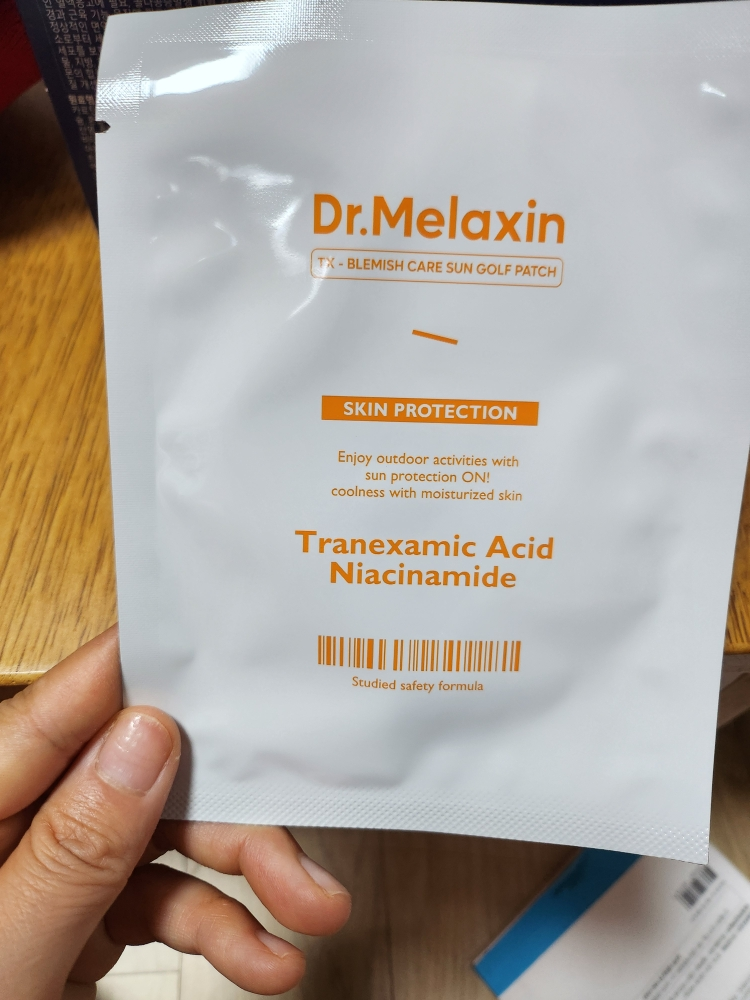 Dr.Melaxin
TX - BLEMISH CARE SUN GOLF PATCH
SKIN PROTECTION
Enjoy outdoor activities with
sun protection ON!
coolness with moisturized skin
Tranexamic Acid
Niacinamide
Studied safety formula